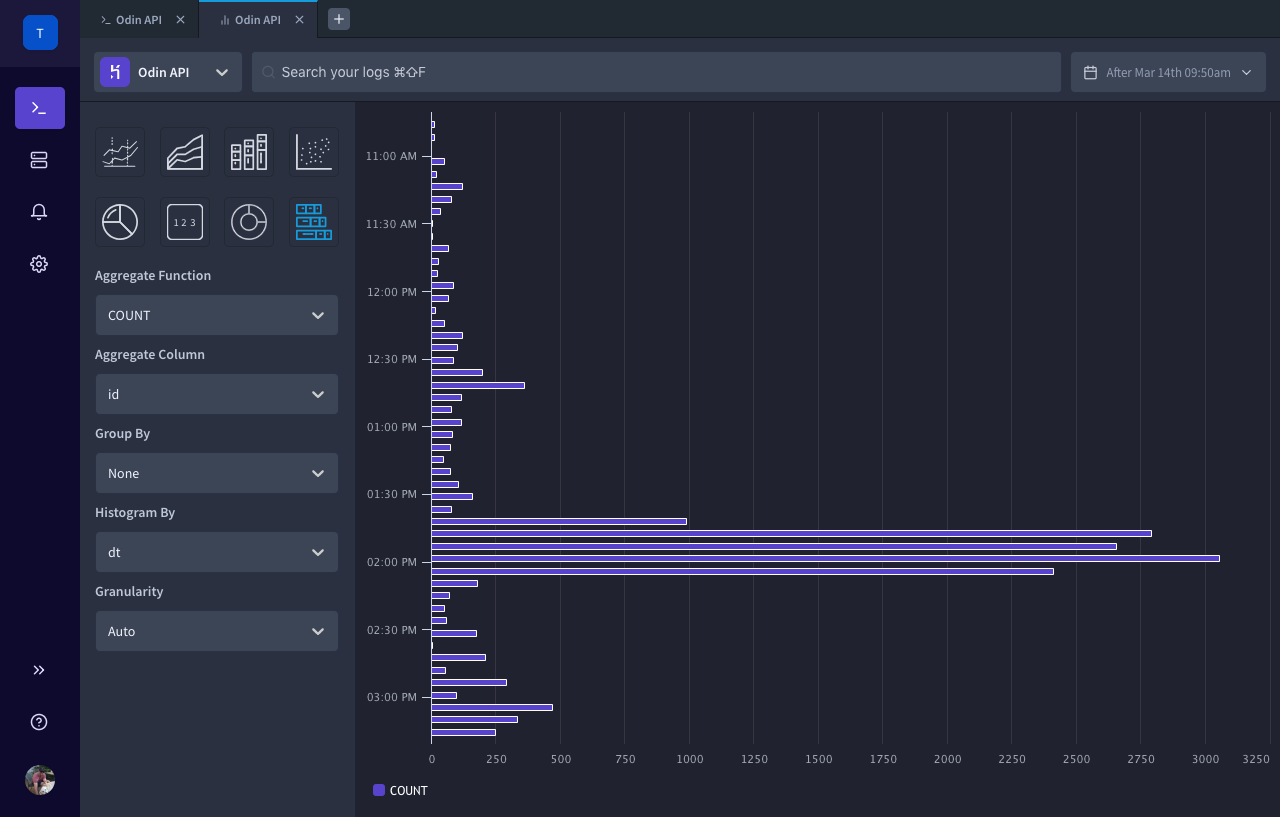 Odin API
Odin API
T
Odin API
Search your logs ⌘⇧F
After Mar 14th 09:50am
1 2 3
Aggregate Function
COUNT
Aggregate Column
id
Group By
None
Histogram By
dt
Granularity
Auto
11:00 AM
11:30 AM
12:00 PM
12:30 PM
01:00 PM
01:30 PM
02:00 PM
02:30 PM
03:00 PM
0 250 500 750 1000 1250 1500 1750 2000 2250 2500 2750 3000 3250
COUNT